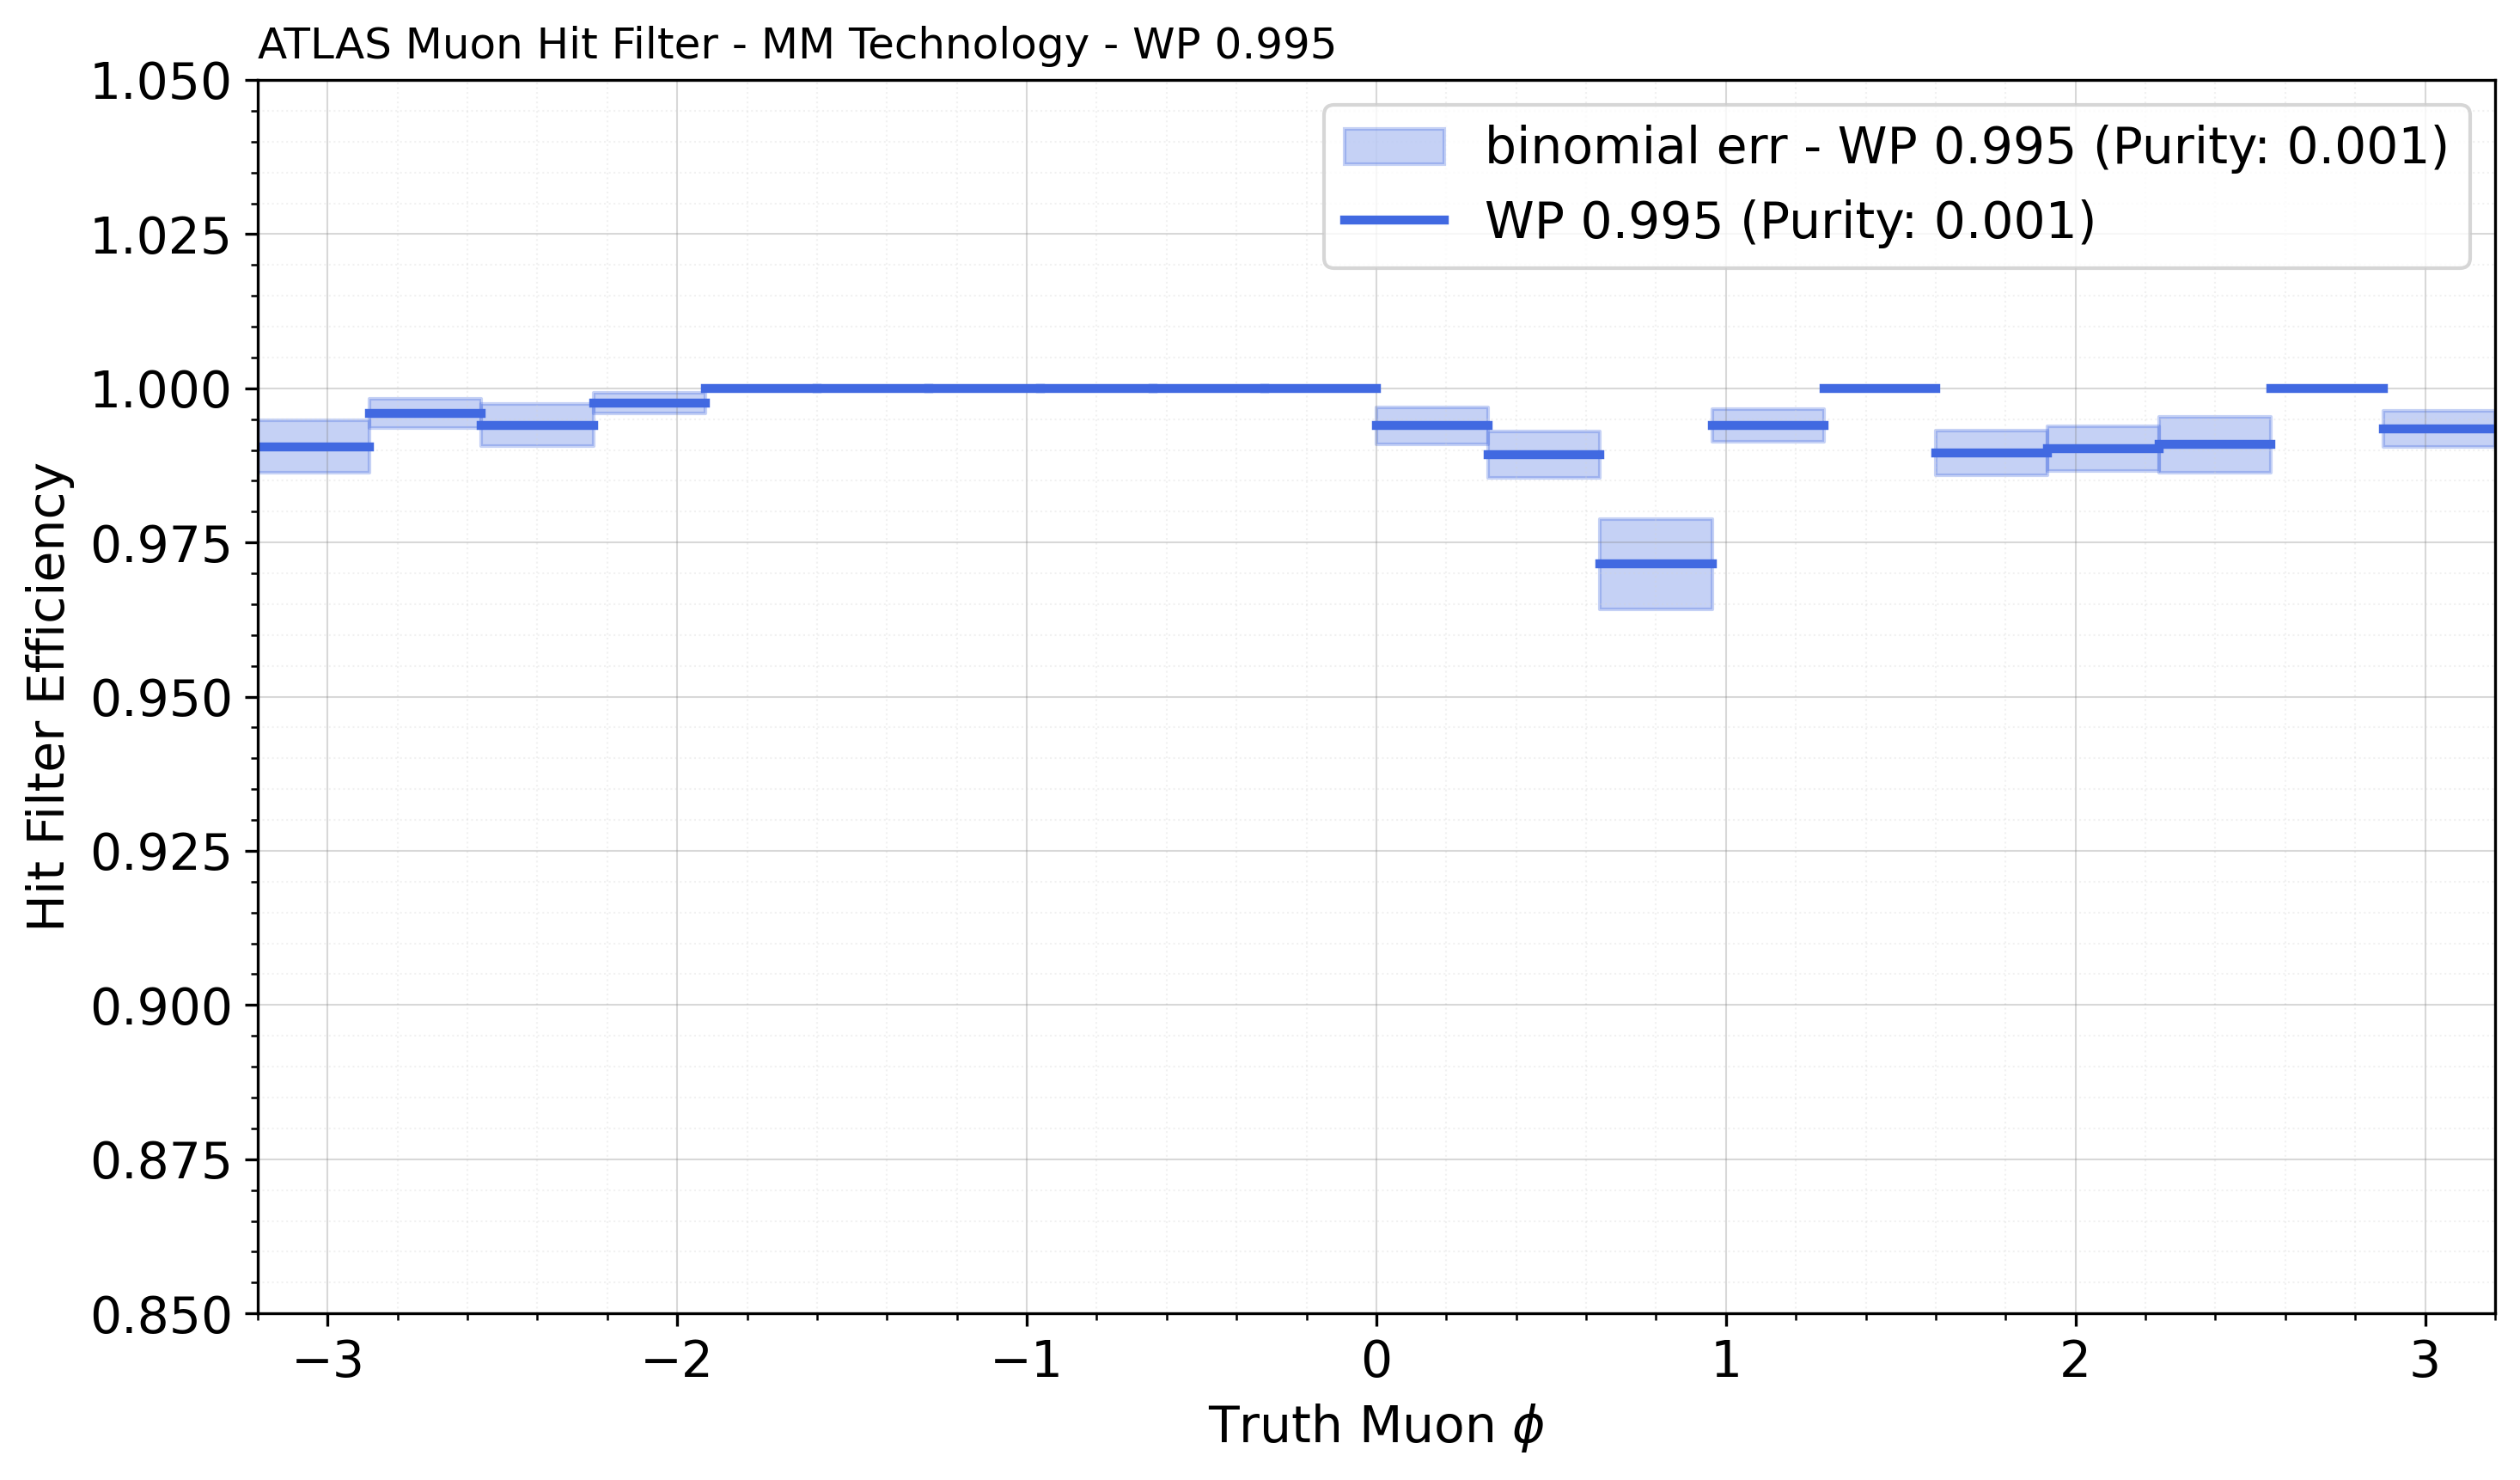 ATLAS Muon Hit Filter - MM Technology - WP 0.995
1.050
1.025
1.000
0.975
0.950
0.925
0.900
0.875
0.850
Hit Filter Efficiency
binomial err - WP 0.995 (Purity: 0.001)
WP 0.995 (Purity: 0.001)
−3 −2 −1 0 1 2 3
Truth Muon ϕ